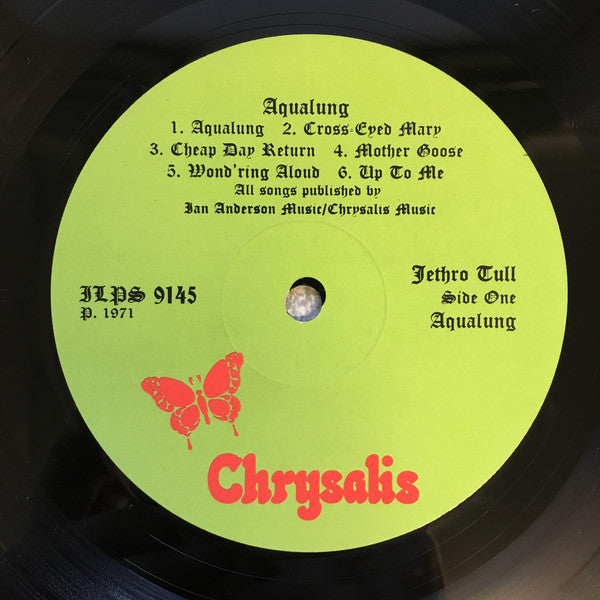 Aqualung
1. Aqualung 2. Cross-Eyed Mary
3. Cheap Day Return 4. Mother Goose
5. Wond'ring Aloud 6. Up To Me
All songs published by
Ian Anderson Music/Chrysalis Music
ILPS 9145
P. 1971
Jethro Tull
Side One
Aqualung
Chrysalis